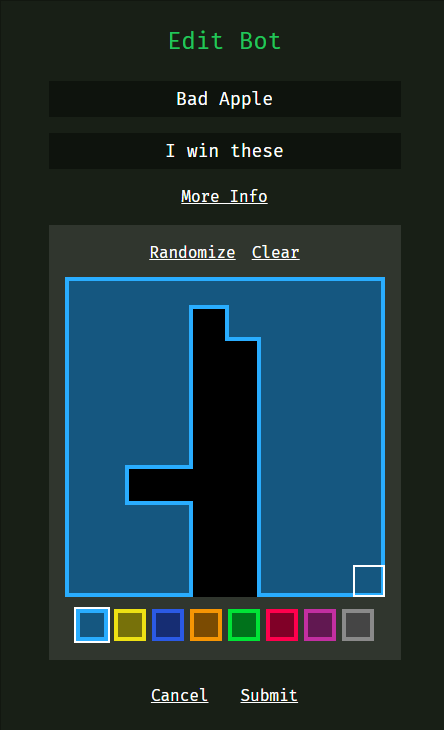 Edit Bot
Bad Apple
I win these
More Info
Randomize Clear
Cancel Submit